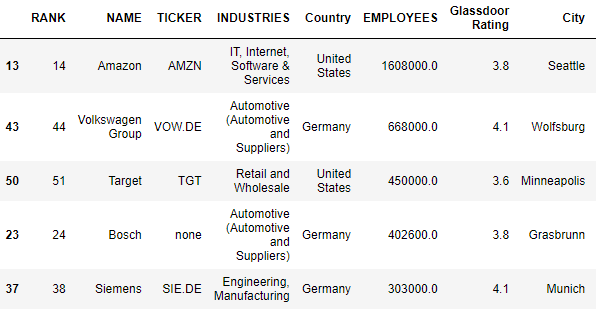 RANK NAME TICKER INDUSTRIES Country EMPLOYEES Glassdoor Rating City
13 14 Amazon AMZN IT, Internet, Software & Services United States 1608000.0 3.8 Seattle
43 44 Volkswagen Group VOW.DE Automotive (Automotive and Suppliers) Germany 668000.0 4.1 Wolfsburg
50 51 Target TGT Retail and Wholesale United States 450000.0 3.6 Minneapolis
23 24 Bosch none Automotive (Automotive and Suppliers) Germany 402600.0 3.8 Grasbrunn
37 38 Siemens SIE.DE Engineering, Manufacturing Germany 303000.0 4.1 Munich